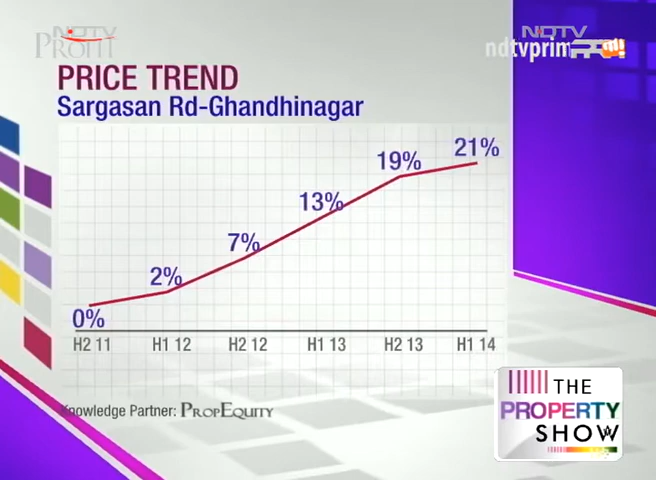 NDTV
PROFIT
NDTV
ndtvprim
PRICE TREND
Sargasan Rd-Ghandhinagar
0%
2%
7%
13%
19%
21%
H2 11
H1 12
H2 12
H1 13
H2 13
H1 14
Knowledge Partner: PROPEQUITY
THE
PROPERTY
SHOW